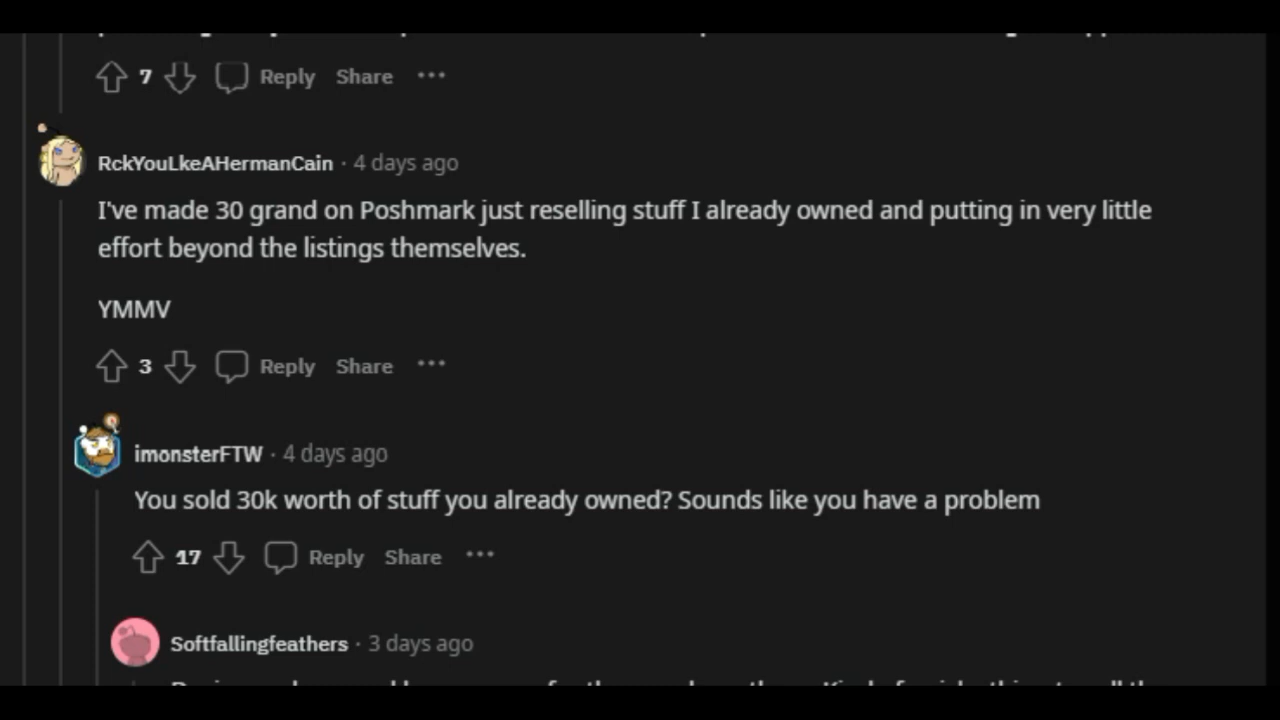 7 Reply Share ···
RckYouLkeAHermanCain · 4 days ago
I've made 30 grand on Poshmark just reselling stuff I already owned and putting in very little
effort beyond the listings themselves.
YMMV
3 Reply Share ···
imonsterFTW · 4 days ago
You sold 30k worth of stuff you already owned? Sounds like you have a problem
17 Reply Share ···
Softfallingfeathers · 3 days ago